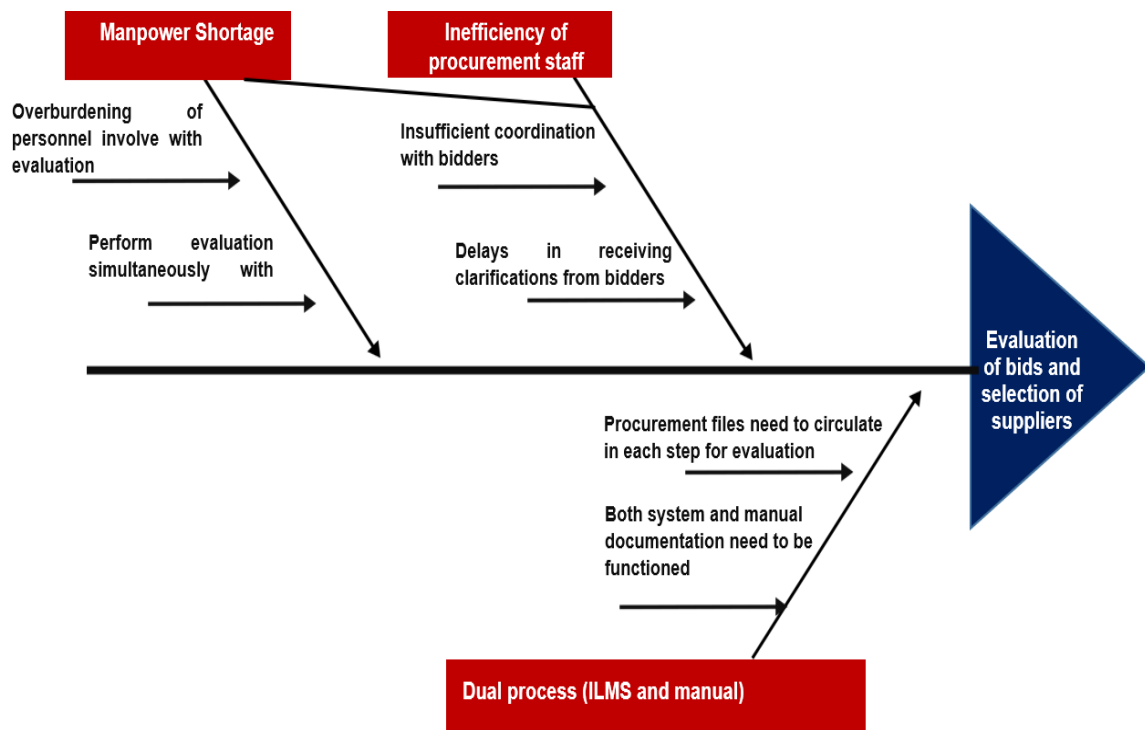 Manpower Shortage
Inefficiency of
procurement staff
Overburdening of
personnel involve with
evaluation
Perform evaluation
simultaneously with
Insufficient coordination
with bidders
Delays in receiving
clarifications from bidders
Evaluation
of bids and
selection of
suppliers
Procurement files need to circulate
in each step for evaluation
Both system and manual
documentation need to be
functioned
Dual process (ILMS and manual)